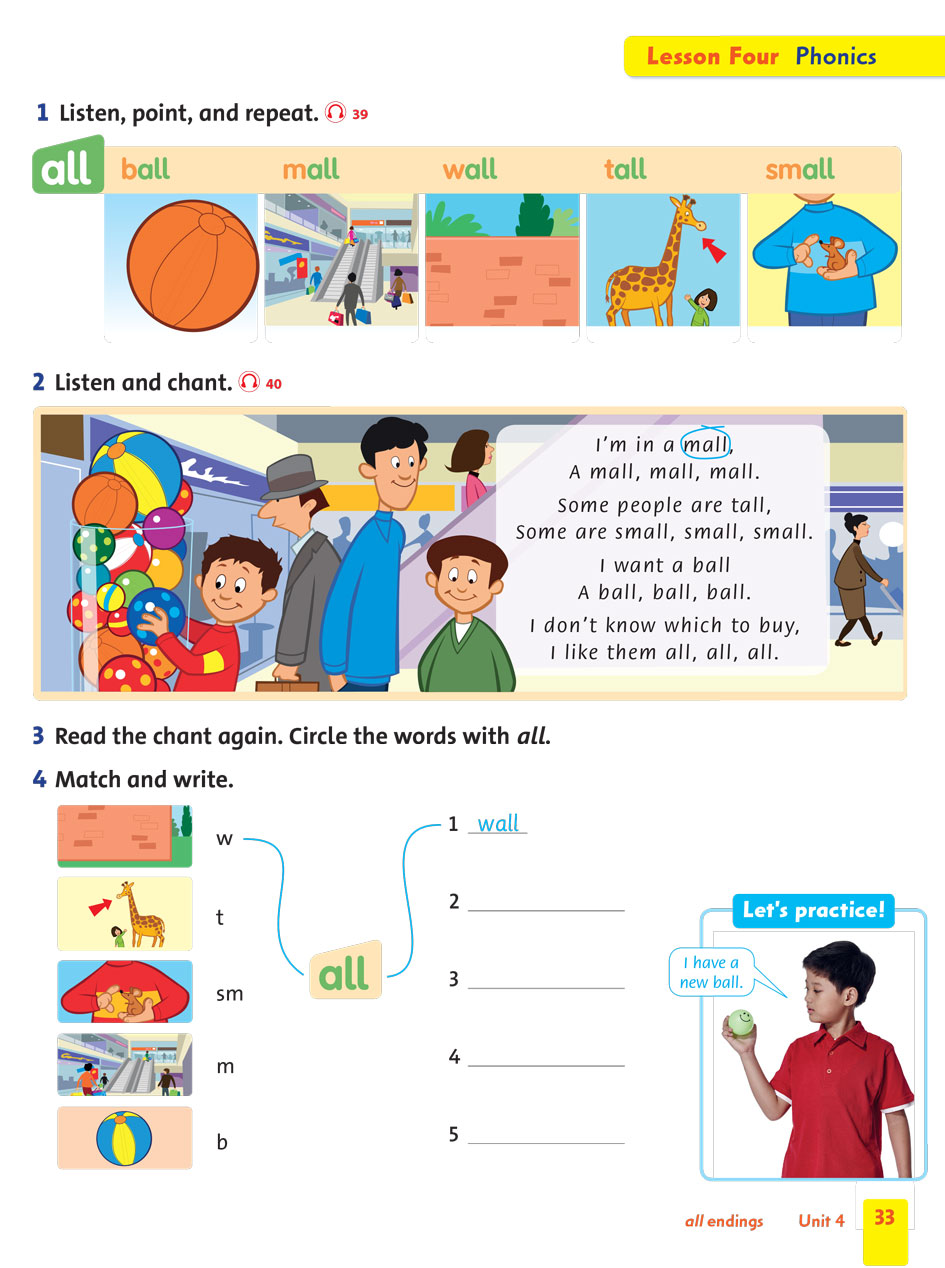 Lesson Four Phonics
1 Listen, point, and repeat. 39
all ball mall wall tall small
2 Listen and chant. 40
I'm in a mall,
A mall, mall, mall.
Some people are tall,
Some are small, small, small.
I want a ball
A ball, ball, ball.
I don't know which to buy,
I like them all, all, all.
3 Read the chant again. Circle the words with all.
4 Match and write.
w
t
sm
m
b
all
1 wall
2
3
4
5
Let's practice!
I have a
new ball.
all endings Unit 4 33